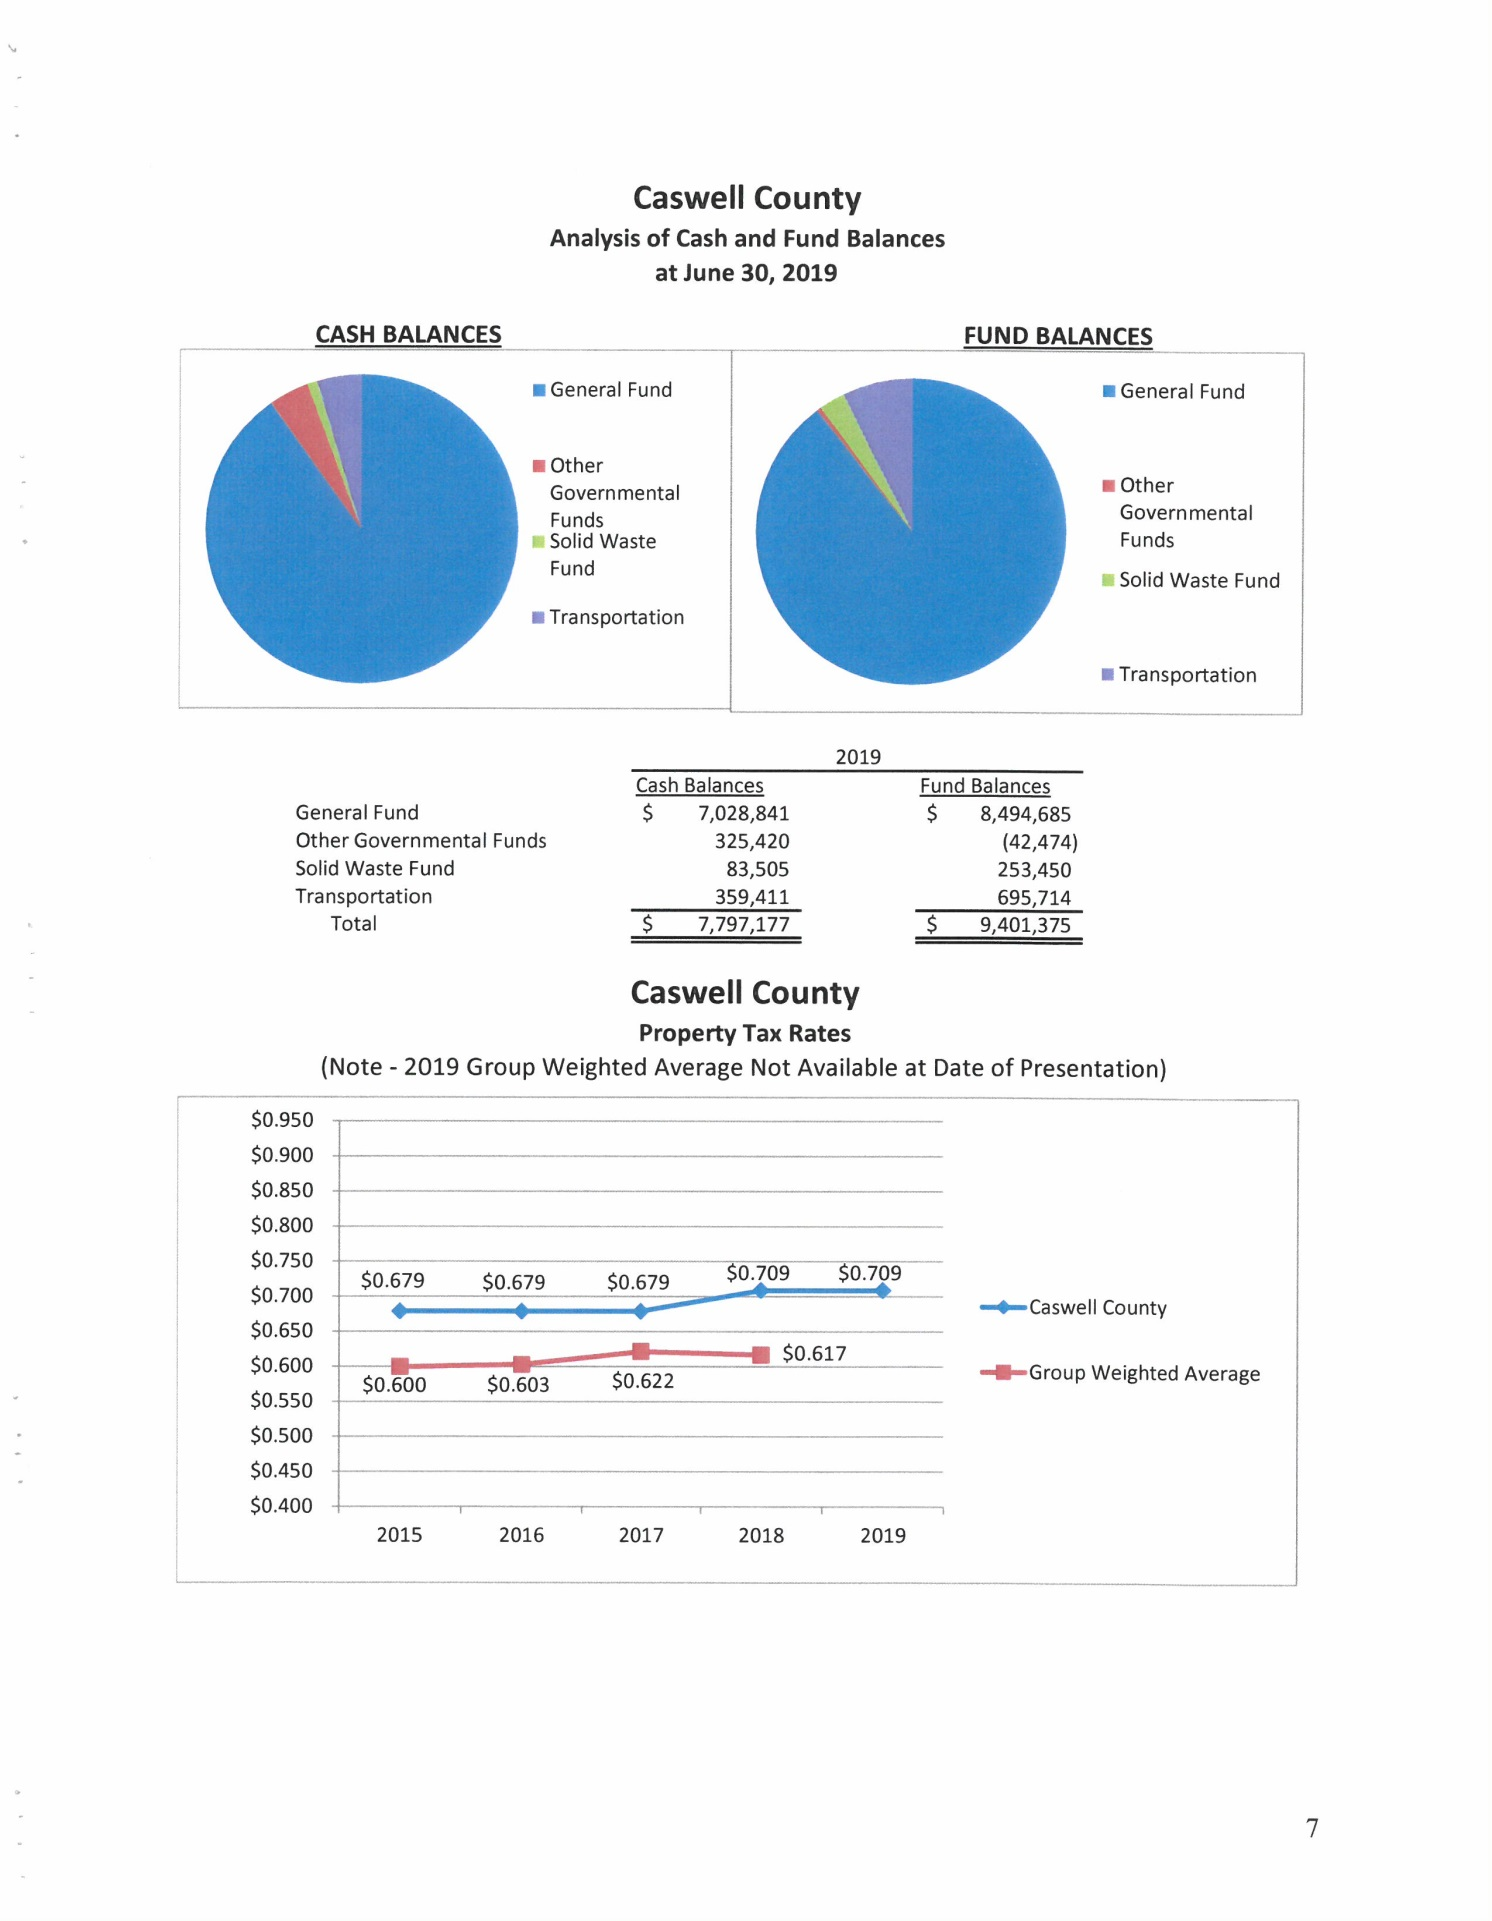 Caswell County
Analysis of Cash and Fund Balances
at June 30, 2019
CASH BALANCES
General Fund
Other
Governmental
Funds
Solid Waste
Fund
Transportation
FUND BALANCES
General Fund
Other
Governmental
Funds
Solid Waste Fund
Transportation
2019
Cash Balances Fund Balances
General Fund $ 7,028,841 $ 8,494,685
Other Governmental Funds 325,420 (42,474)
Solid Waste Fund 83,505 253,450
Transportation 359,411 695,714
Total $ 7,797,177 $ 9,401,375
Caswell County
Property Tax Rates
(Note - 2019 Group Weighted Average Not Available at Date of Presentation)
$0.950
$0.900
$0.850
$0.800
$0.750
$0.700
$0.650
$0.600
$0.550
$0.500
$0.450
$0.400
$0.679 $0.679 $0.679 $0.709 $0.709
$0.600 $0.603 $0.622 $0.617
2015 2016 2017 2018 2019
Caswell County
Group Weighted Average
7